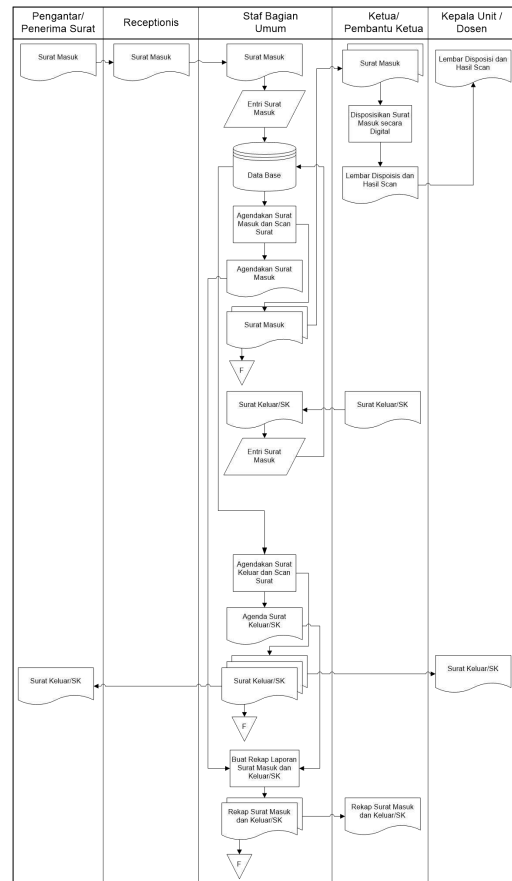 Pengantar/
Penerima Surat
Receptionis
Staf Bagian
Umum
Ketua/
Pembantu Ketua
Kepala Unit /
Dosen
Surat Masuk
Surat Masuk
Surat Masuk
Surat Masuk
Lembar Disposisi dan
Hasil Scan
Entri Surat
Masuk
Disposisikan Surat
Masuk secara
Digital
Data Base
Lembar Dispoisis dan
Hasil Scan
Agendakan Surat
Masuk dan Scan
Surat
Agendakan Surat
Masuk
Surat Masuk
F
Surat Keluar/SK
Surat Keluar/SK
Entri Surat
Masuk
Agendakan Surat
Keluar dan Scan
Surat
Agenda Surat
Keluar/SK
Surat Keluar/SK
Surat Keluar/SK
Surat Keluar/SK
F
Buat Rekap Laporan
Surat Masuk dan
Keluar/SK
Rekap Surat Masuk
dan Keluar/SK
Rekap Surat Masuk
dan Keluar/SK
F